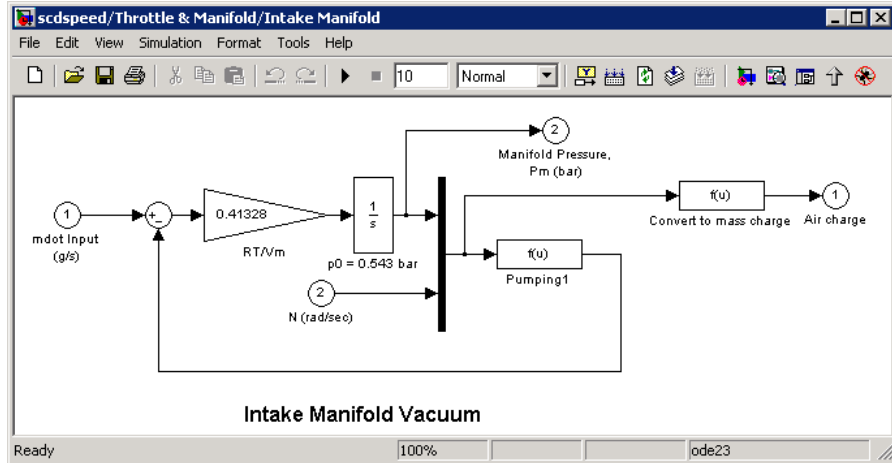 scdspeed/Throttle & Manifold/Intake Manifold
File Edit View Simulation Format Tools Help
10 Normal
2
Manifold Pressure,
Pm (bar)
f(u)
Convert to mass charge
1
Air charge
1
mdot Input
(g/s)
+
-
0.41328
RT/Vm
1
s
p0 = 0.543 bar
f(u)
Pumping1
2
N (rad/sec)
Intake Manifold Vacuum
Ready 100% ode23